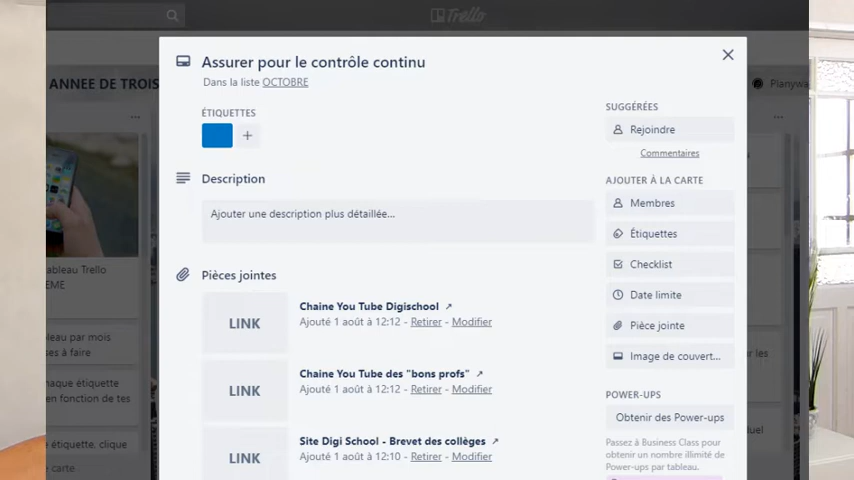 Trello
Assurer pour le contrôle continu
Dans la liste OCTOBRE
ANNEE DE TROIS
Planyway
SUGGÉRÉES
ÉTIQUETTES
Rejoindre
+
Commentaires
AJOUTER À LA CARTE
Description
Membres
Ajouter une description plus détaillée...
Étiquettes
Checklist
ableau Trello
EME
Pièces jointes
Date limite
LINK
Chaine You Tube Digischool ↗
Ajouté 1 août à 12:12 - Retirer - Modifier
Pièce jointe
bleau par mois
ses à faire
Image de couvert...
les
LINK
Chaine You Tube des "bons profs" ↗
Ajouté 1 août à 12:12 - Retirer - Modifier
haque étiquette
en fonction de tes
POWER-UPS
Obtenir des Power-ups
LINK
Site Digi School - Brevet des collèges ↗
Ajouté 1 août à 12:10 - Retirer - Modifier
étiquette, clique
carte
Passez à Business Class pour
obtenir un nombre illimité de
Power-ups par tableau.